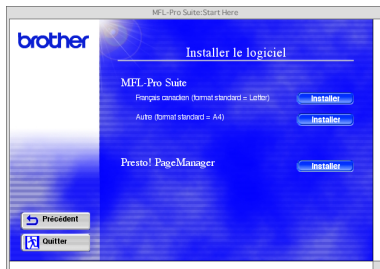 MFL-Pro Suite:Start Here
brother
Installer le logiciel
MFL-Pro Suite
Français canadien (format standard = Letter)
Installer
Autre (format standard = A4)
Installer
Presto! PageManager
Installer
Précédent
Quitter